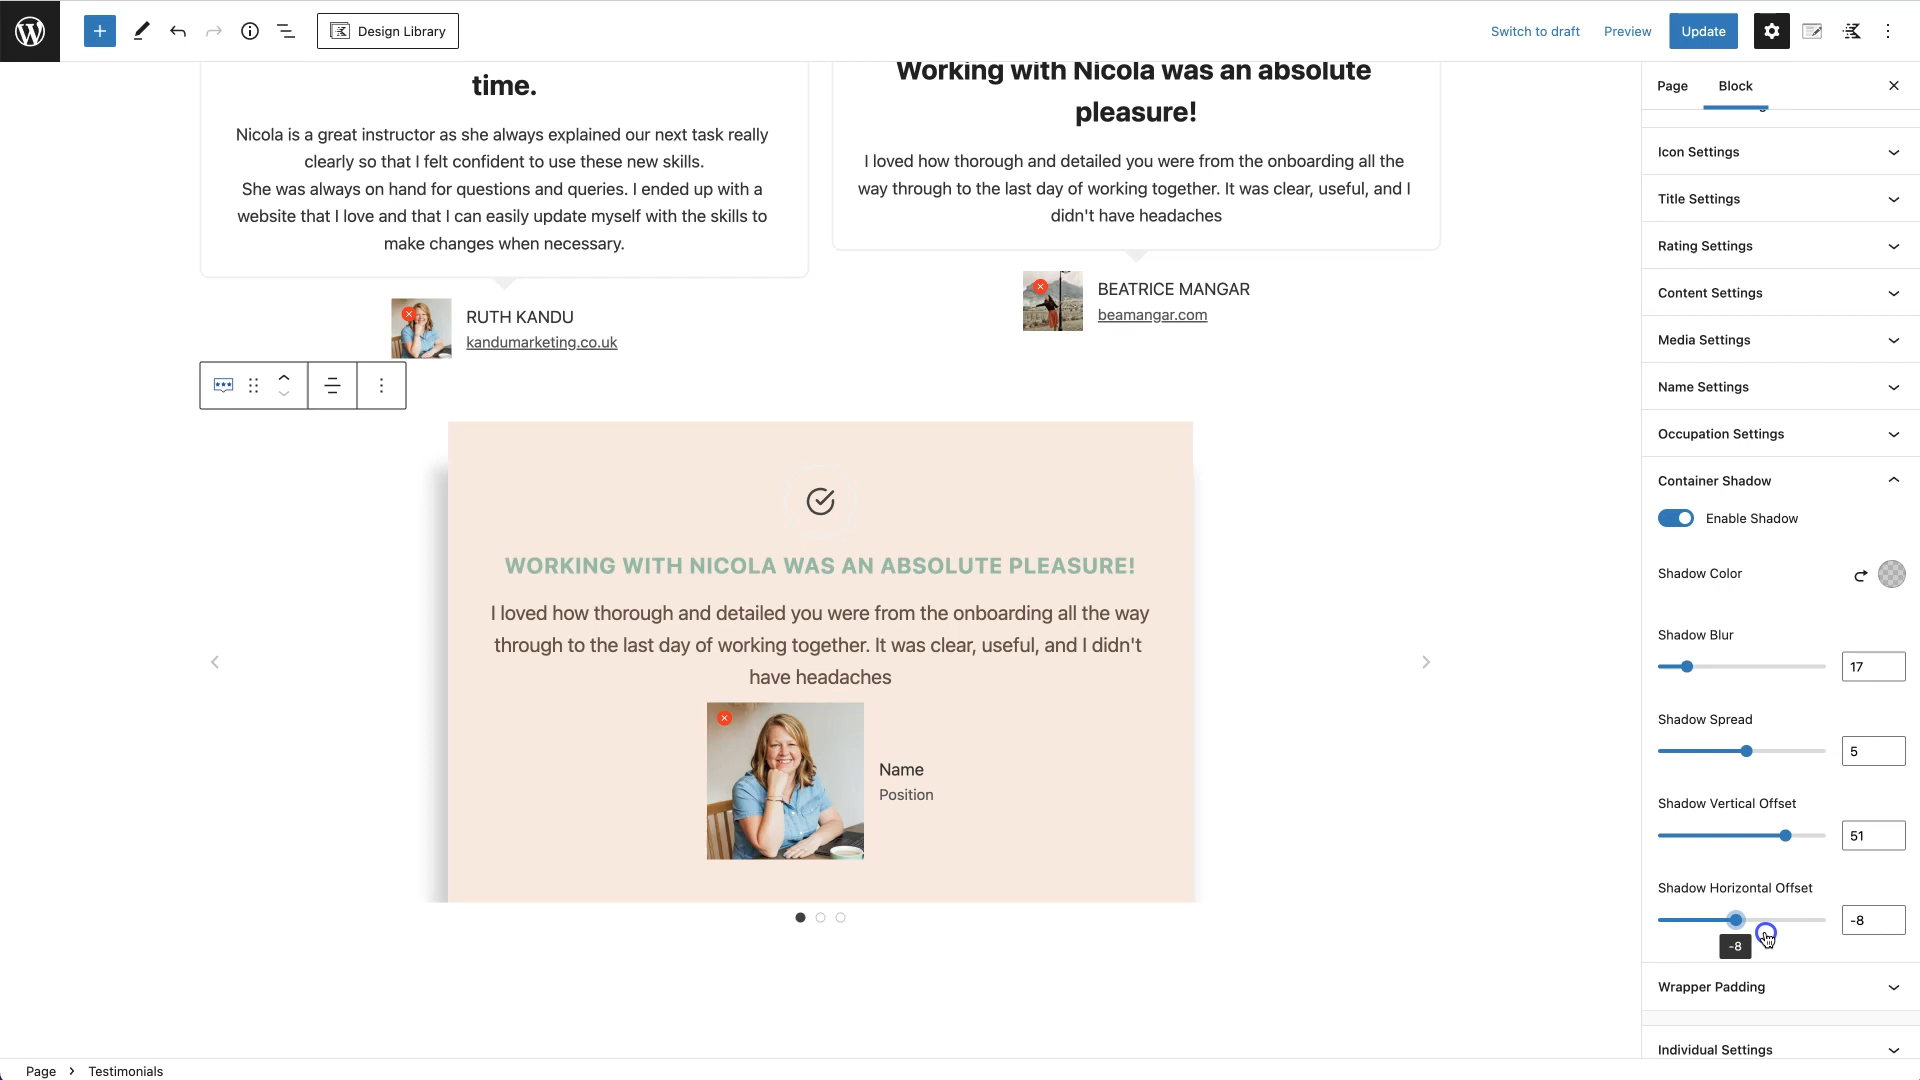 Design Library
Switch to draft
Preview
Update
time.
Nicola is a great instructor as she always explained our next task really
clearly so that I felt confident to use these new skills.
She was always on hand for questions and queries. I ended up with a
website that I love and that I can easily update myself with the skills to
make changes when necessary.
RUTH KANDU
kandumarketing.co.uk
Working with Nicola was an absolute
pleasure!
I loved how thorough and detailed you were from the onboarding all the
way through to the last day of working together. It was clear, useful, and I
didn't have headaches
BEATRICE MANGAR
beamangar.com
WORKING WITH NICOLA WAS AN ABSOLUTE PLEASURE!
I loved how thorough and detailed you were from the onboarding all the way
through to the last day of working together. It was clear, useful, and I didn't
have headaches
Name
Position
Page
Block
Icon Settings
Title Settings
Rating Settings
Content Settings
Media Settings
Name Settings
Occupation Settings
Container Shadow
Enable Shadow
Shadow Color
Shadow Blur
17
Shadow Spread
5
Shadow Vertical Offset
51
Shadow Horizontal Offset
-8
-8
Wrapper Padding
Individual Settings
Page > Testimonials